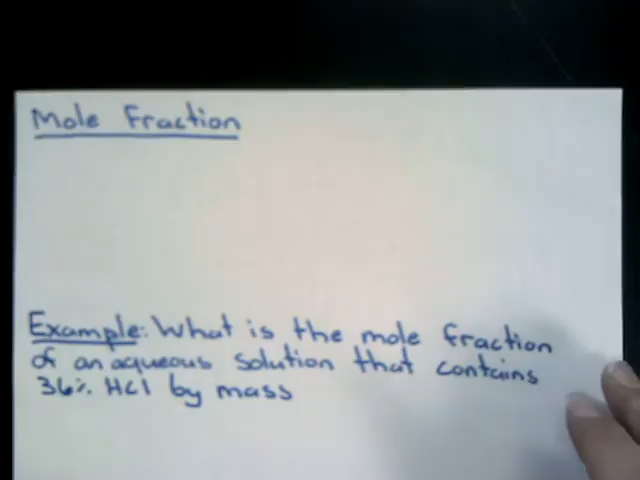 Mole Fraction
Example: What is the mole fraction
of an aqueous solution that contains
36% HCl by mass